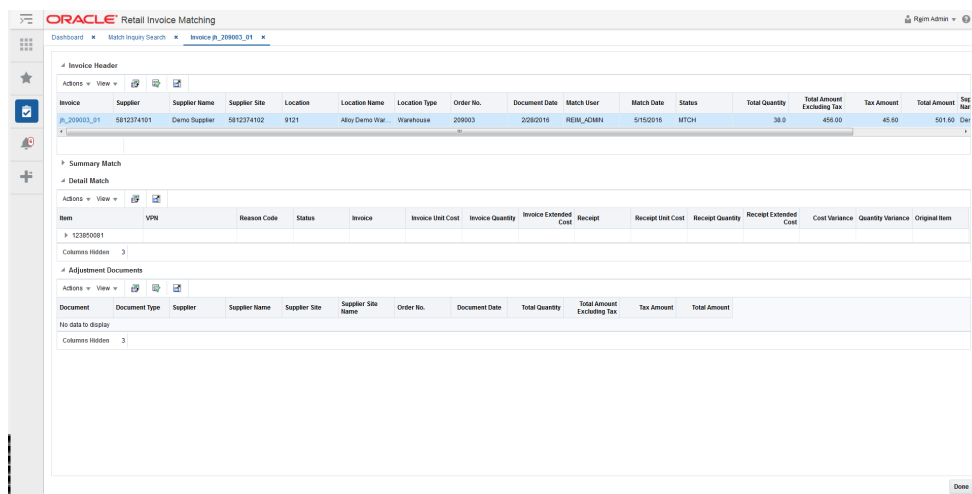 ORACLE® Retail Invoice Matching
Reim Admin
Dashboard × Match Inquiry Search × Invoice jh_209003_01 ×
Invoice Header
Actions View
Invoice Supplier Supplier Name Supplier Site Location Location Name Location Type Order No. Document Date Match User Match Date Status Total Quantity Total Amount Excluding Tax Tax Amount Total Amount
jh_209003_01 5812374101 Demo Supplier 5812374102 9121 Alloy Demo War... Warehouse 209003 2/28/2016 REIM_ADMIN 5/15/2016 MTCH 38.0 456.00 45.60 501.60
Summary Match
Detail Match
Actions View
Item VPN Reason Code Status Invoice Invoice Unit Cost Invoice Quantity Invoice Extended Cost Receipt Receipt Unit Cost Receipt Quantity Receipt Extended Cost Cost Variance Quantity Variance Original Item
123850081
Columns Hidden 3
Adjustment Documents
Actions View
Document Document Type Supplier Supplier Name Supplier Site Supplier Site Name Order No. Document Date Total Quantity Total Amount Excluding Tax Tax Amount Total Amount
No data to display
Columns Hidden 3
Done